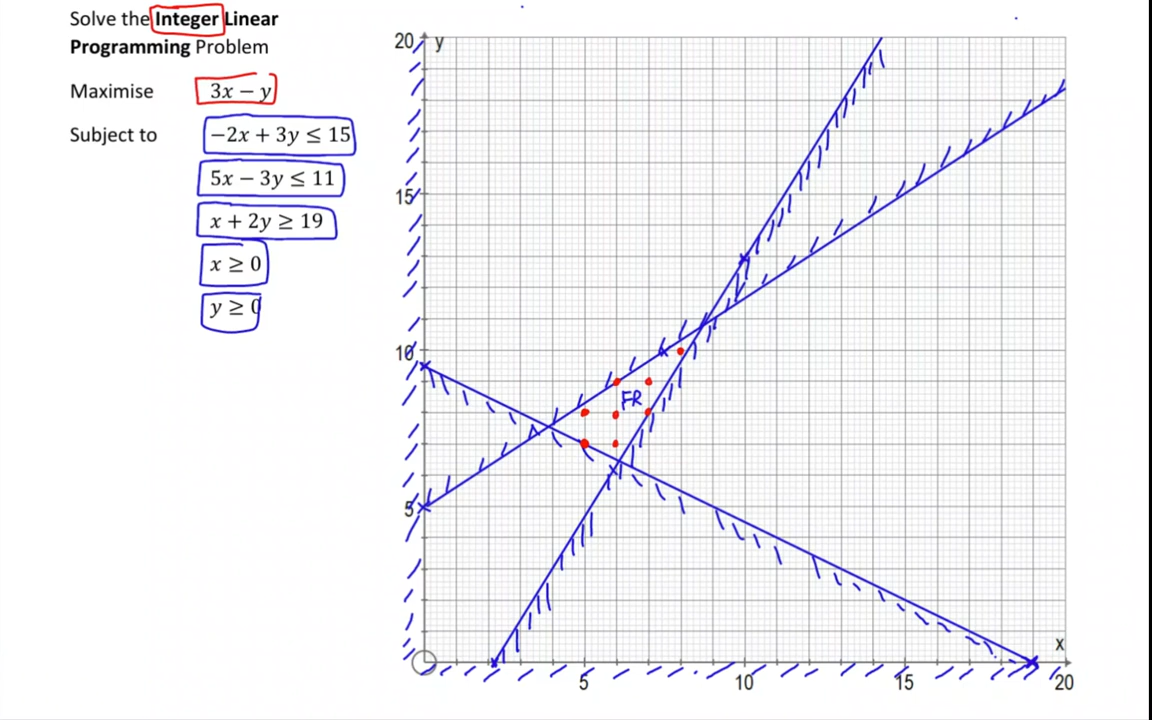 Solve the Integer Linear
Programming Problem
Maximise 3x − y
Subject to −2x + 3y ≤ 15
5x − 3y ≤ 11
x + 2y ≥ 19
x ≥ 0
y ≥ 0
20 y
15
10
FR
5
x
5 10 15 20